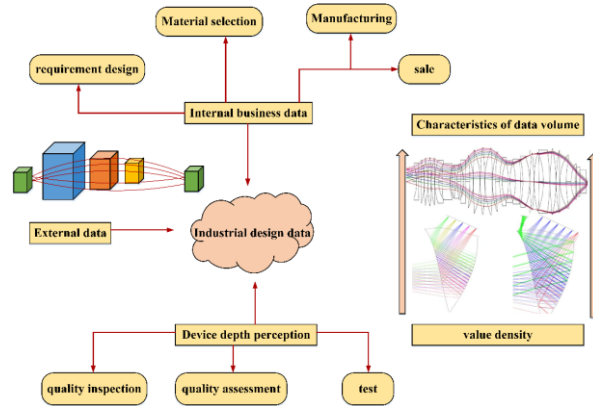 Material selection
Manufacturing
requirement design
sale
Internal business data
Characteristics of data volume
External data
Industrial design data
Device depth perception
value density
quality inspection
quality assessment
test